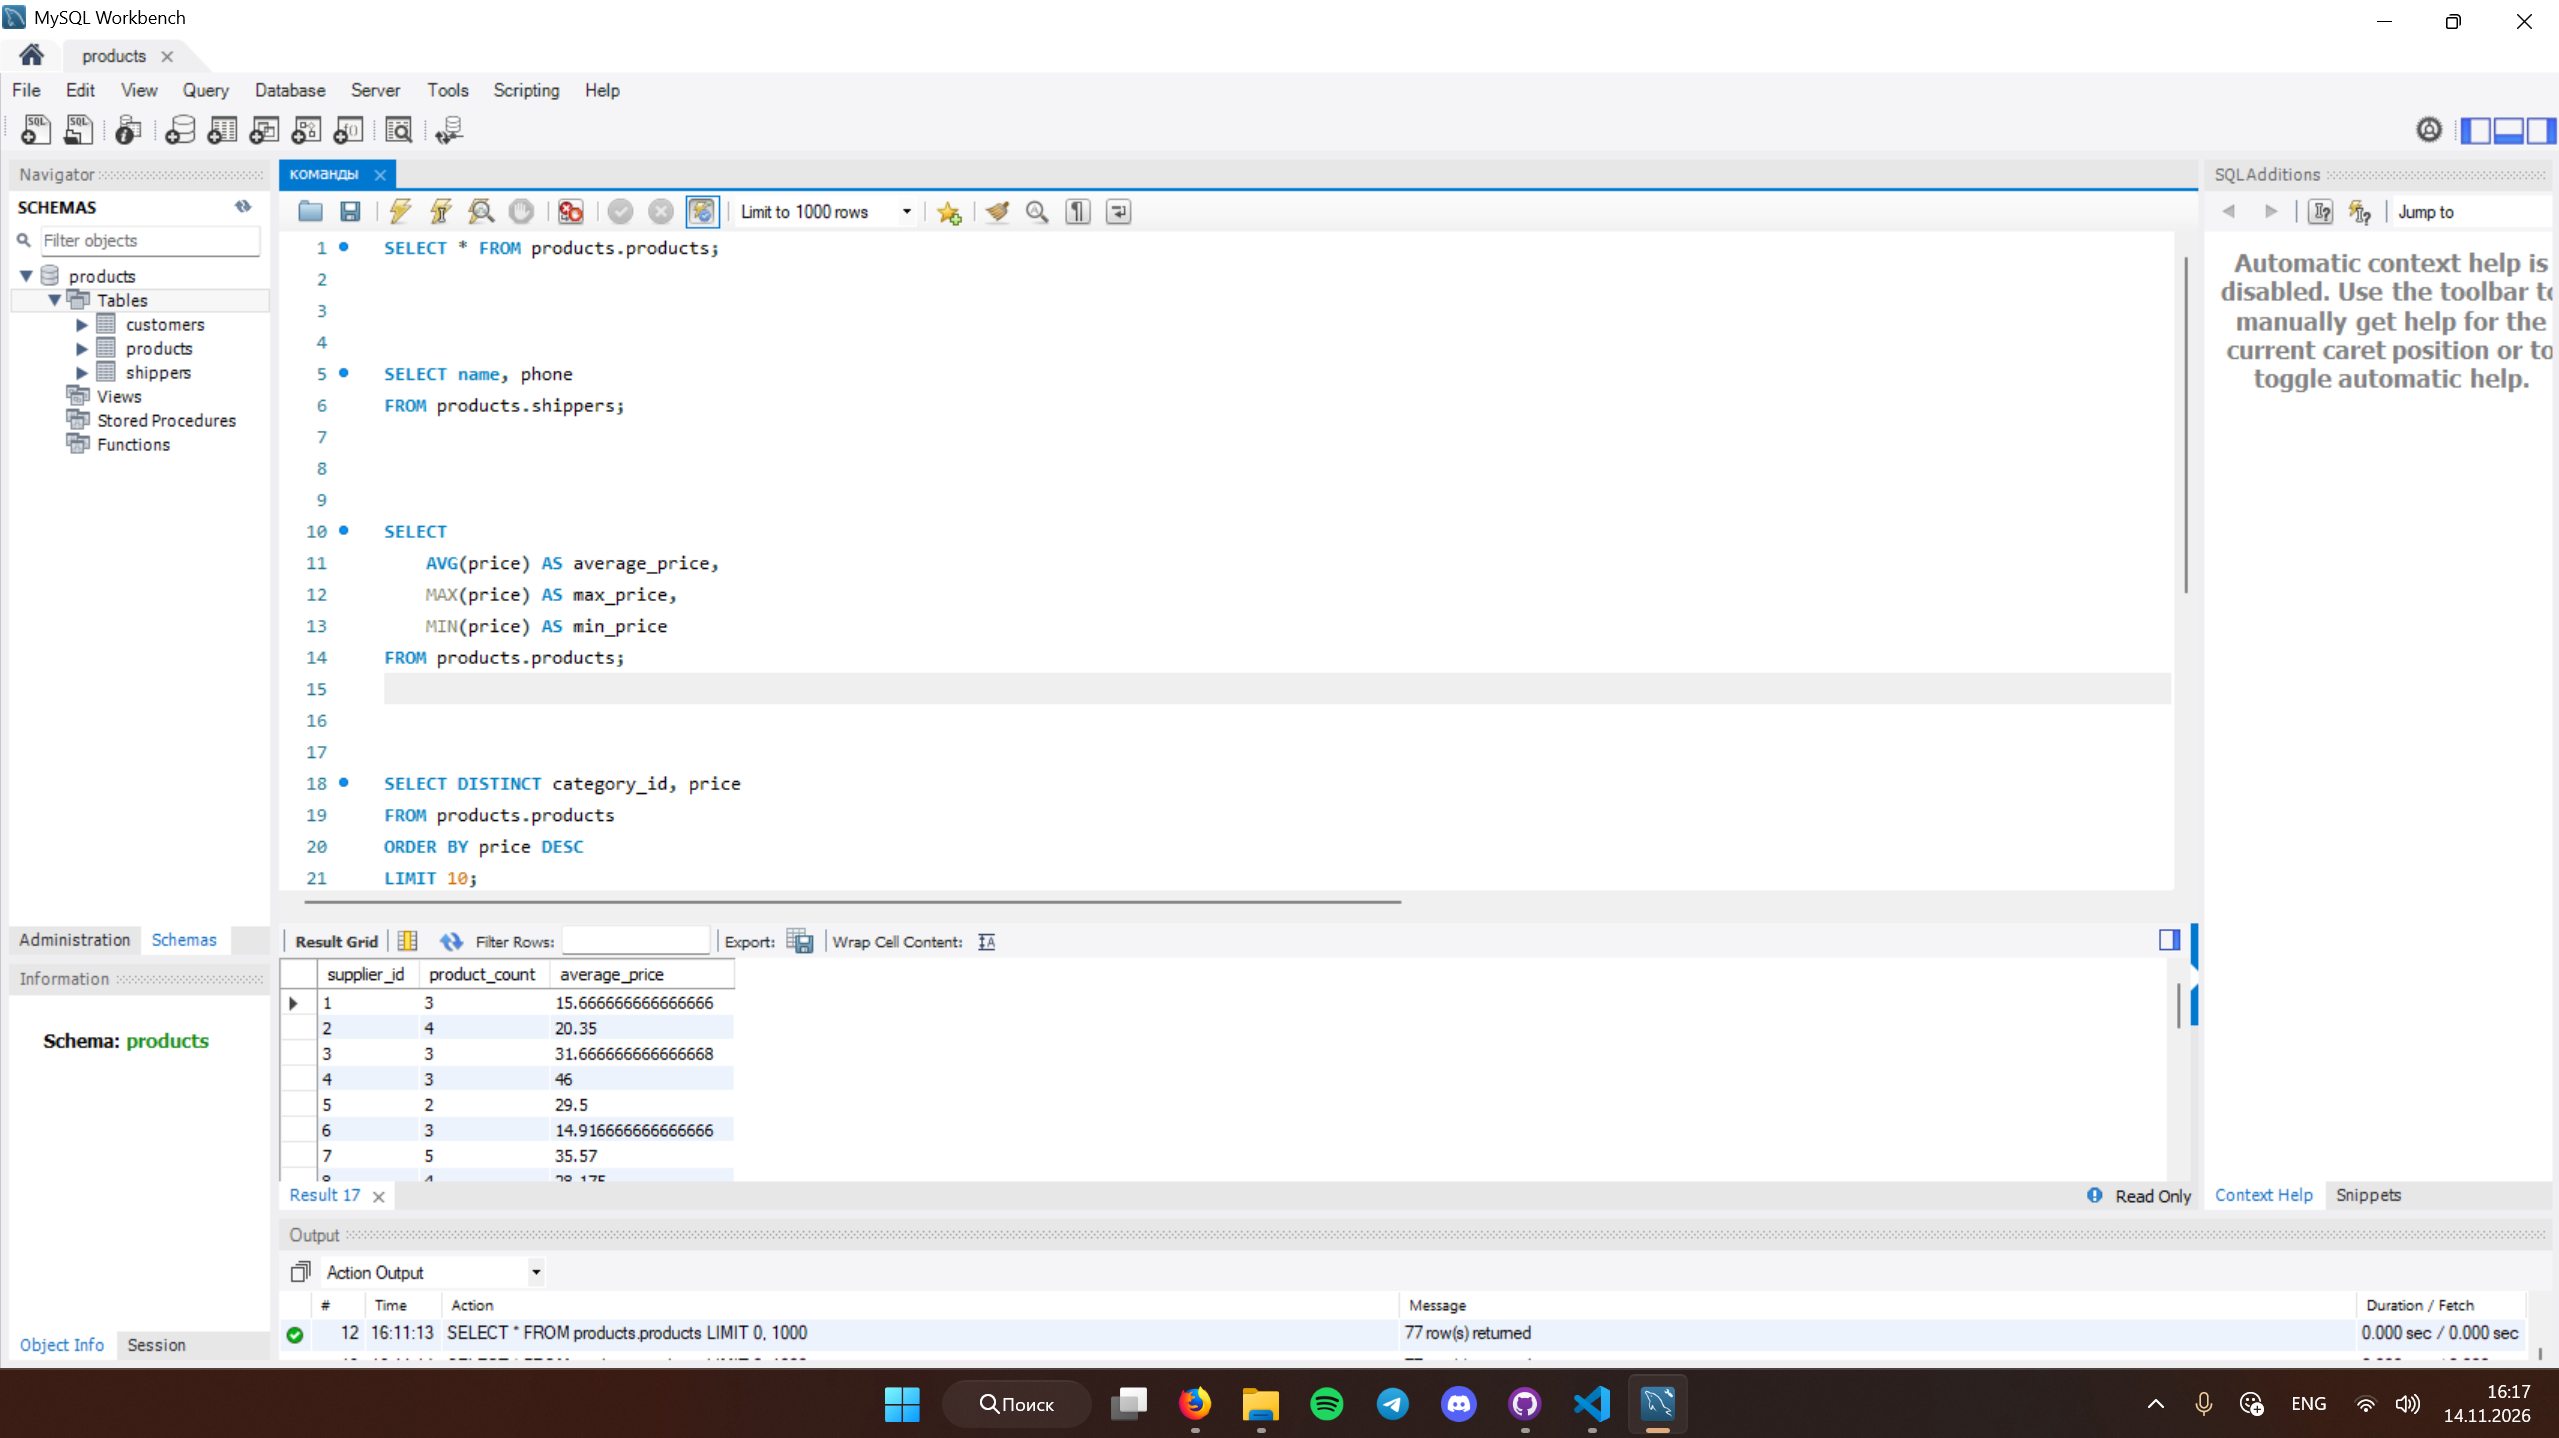 MySQL Workbench
products
File Edit View Query Database Server Tools Scripting Help
Navigator
SCHEMAS
Filter objects
products
Tables
customers
products
shippers
Views
Stored Procedures
Functions
Administration Schemas
Information
Schema: products
Object Info Session
команды
Limit to 1000 rows
1 SELECT * FROM products.products;
2
3
4
5 SELECT name, phone
6 FROM products.shippers;
7
8
9
10 SELECT
11 AVG(price) AS average_price,
12 MAX(price) AS max_price,
13 MIN(price) AS min_price
14 FROM products.products;
15
16
17
18 SELECT DISTINCT category_id, price
19 FROM products.products
20 ORDER BY price DESC
21 LIMIT 10;
Result Grid Filter Rows: Export: Wrap Cell Content:
supplier_id product_count average_price
1 3 15.666666666666666
2 4 20.35
3 3 31.666666666666668
4 3 46
5 2 29.5
6 3 14.916666666666666
7 5 35.57
8 4 28.175
Result 17
Read Only
SQLAdditions
Jump to
Automatic context help is
disabled. Use the toolbar to
manually get help for the
current caret position or to
toggle automatic help.
Context Help Snippets
Output
Action Output
# Time Action Message Duration / Fetch
12 16:11:13 SELECT * FROM products.products LIMIT 0, 1000 77 row(s) returned 0.000 sec / 0.000 sec
Поиск
ENG
16:17
14.11.2026